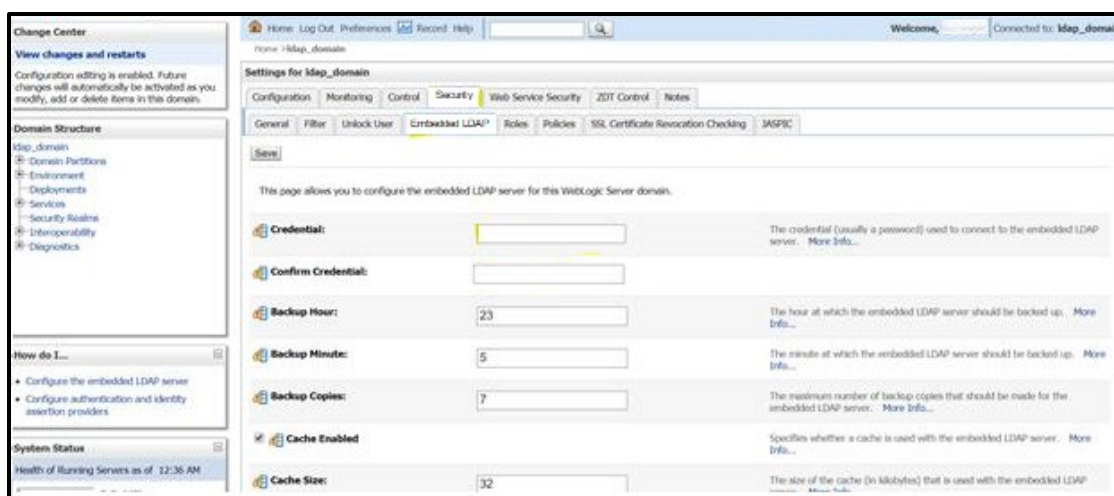 Change Center
View changes and restarts
Configuration editing is enabled. Future
changes will automatically be activated as you
modify, add or delete items in this domain.
Domain Structure
ldap_domain
Domain Partitions
Environment
Deployments
Services
Security Realms
Interoperability
Diagnostics
How do I...
Configure the embedded LDAP server
Configure authentication and identity
assertion providers
System Status
Health of Running Servers as of 12:36 AM
Home Log Out Preferences Record Help
Welcome,
Connected to: ldap_domai
Home >ldap_domain
Settings for ldap_domain
Configuration Monitoring Control Security Web Service Security ZDT Control Notes
General Filter Unlock User Embedded LDAP Roles Policies SSL Certificate Revocation Checking JASPIC
Save
This page allows you to configure the embedded LDAP server for this WebLogic Server domain.
Credential:
The credential (usually a password) used to connect to the embedded LDAP
server. More Info...
Confirm Credential:
Backup Hour:
23
The hour at which the embedded LDAP server should be backed up. More
Info...
Backup Minute:
5
The minute at which the embedded LDAP server should be backed up. More
Info...
Backup Copies:
7
The maximum number of backup copies that should be made for the
embedded LDAP server. More Info...
Cache Enabled
Specifies whether a cache is used with the embedded LDAP server. More
Info...
Cache Size:
32
The size of the cache (in kilobytes) that is used with the embedded LDAP